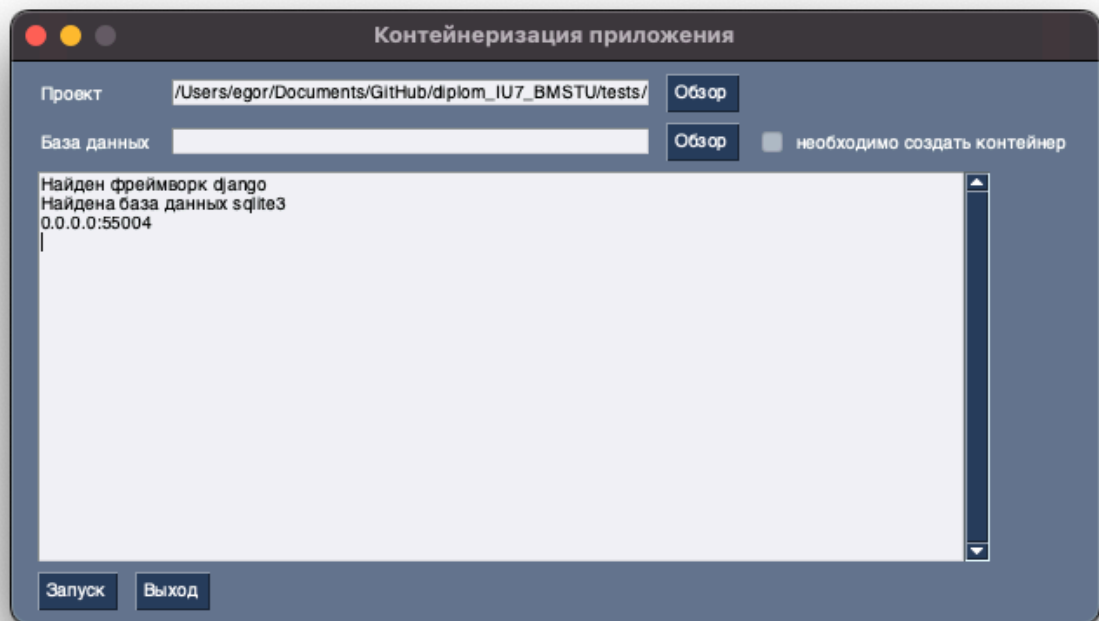 Контейнеризация приложения
Проект /Users/egor/Documents/GitHub/diplom_IU7_BMSTU/tests/ Обзор
База данных Обзор необходимо создать контейнер
Найден фреймворк django
Найдена база данных sqlite3
0.0.0.0:55004
Запуск Выход